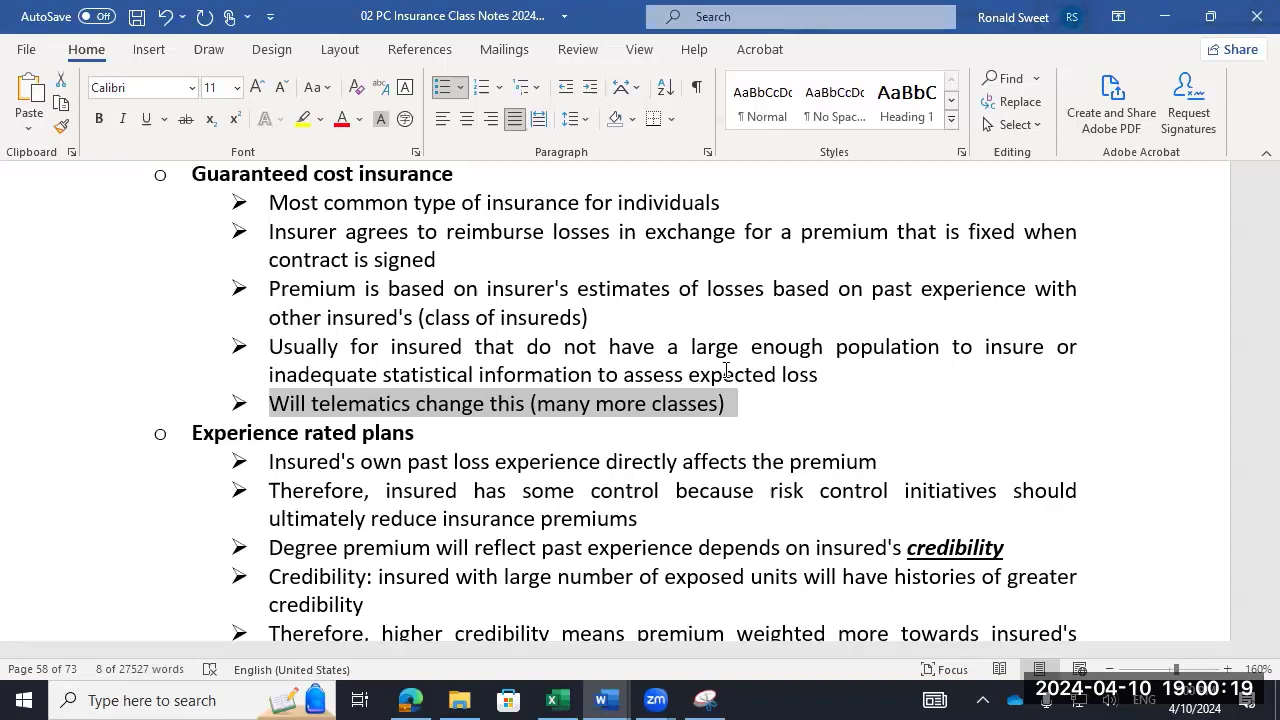 AutoSave Off 02 PC Insurance Class Notes 2024... Search Ronald Sweet RS
File Home Insert Draw Design Layout References Mailings Review View Help Acrobat Share
Calibri 11 Aa AaBbCcDc AaBbCcDc AaBbC Find
Paste B I U ab x2 x2 A A A ¶ Normal ¶ No Spac... Heading 1 Replace Create and Share Adobe PDF Request Signatures
Select
Clipboard Font Paragraph Styles Editing Adobe Acrobat
o Guaranteed cost insurance
➢ Most common type of insurance for individuals
➢ Insurer agrees to reimburse losses in exchange for a premium that is fixed when
contract is signed
➢ Premium is based on insurer's estimates of losses based on past experience with
other insured's (class of insureds)
➢ Usually for insured that do not have a large enough population to insure or
inadequate statistical information to assess expected loss
➢ Will telematics change this (many more classes)
o Experience rated plans
➢ Insured's own past loss experience directly affects the premium
➢ Therefore, insured has some control because risk control initiatives should
ultimately reduce insurance premiums
➢ Degree premium will reflect past experience depends on insured's credibility
➢ Credibility: insured with large number of exposed units will have histories of greater
credibility
➢ Therefore, higher credibility means premium weighted more towards insured's
Page 58 of 73 8 of 27527 words English (United States) Focus 160%
Type here to search ENG 2024-04-10 19:00:19
4/10/2024